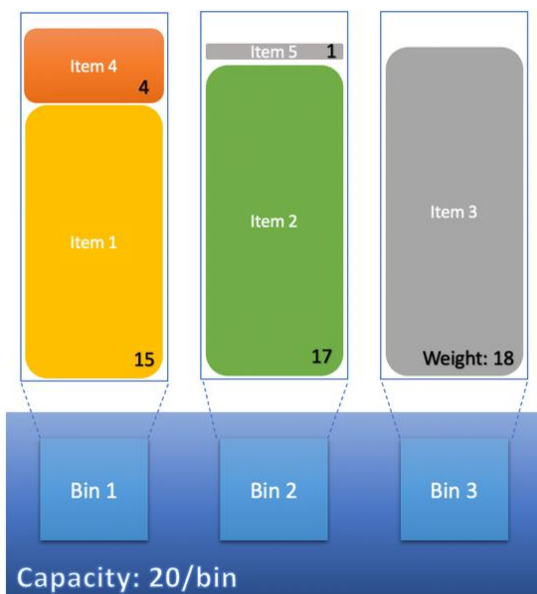 Item 4
4
Item 1
15
Item 5 1
Item 2
17
Item 3
Weight: 18
Bin 1
Bin 2
Bin 3
Capacity: 20/bin